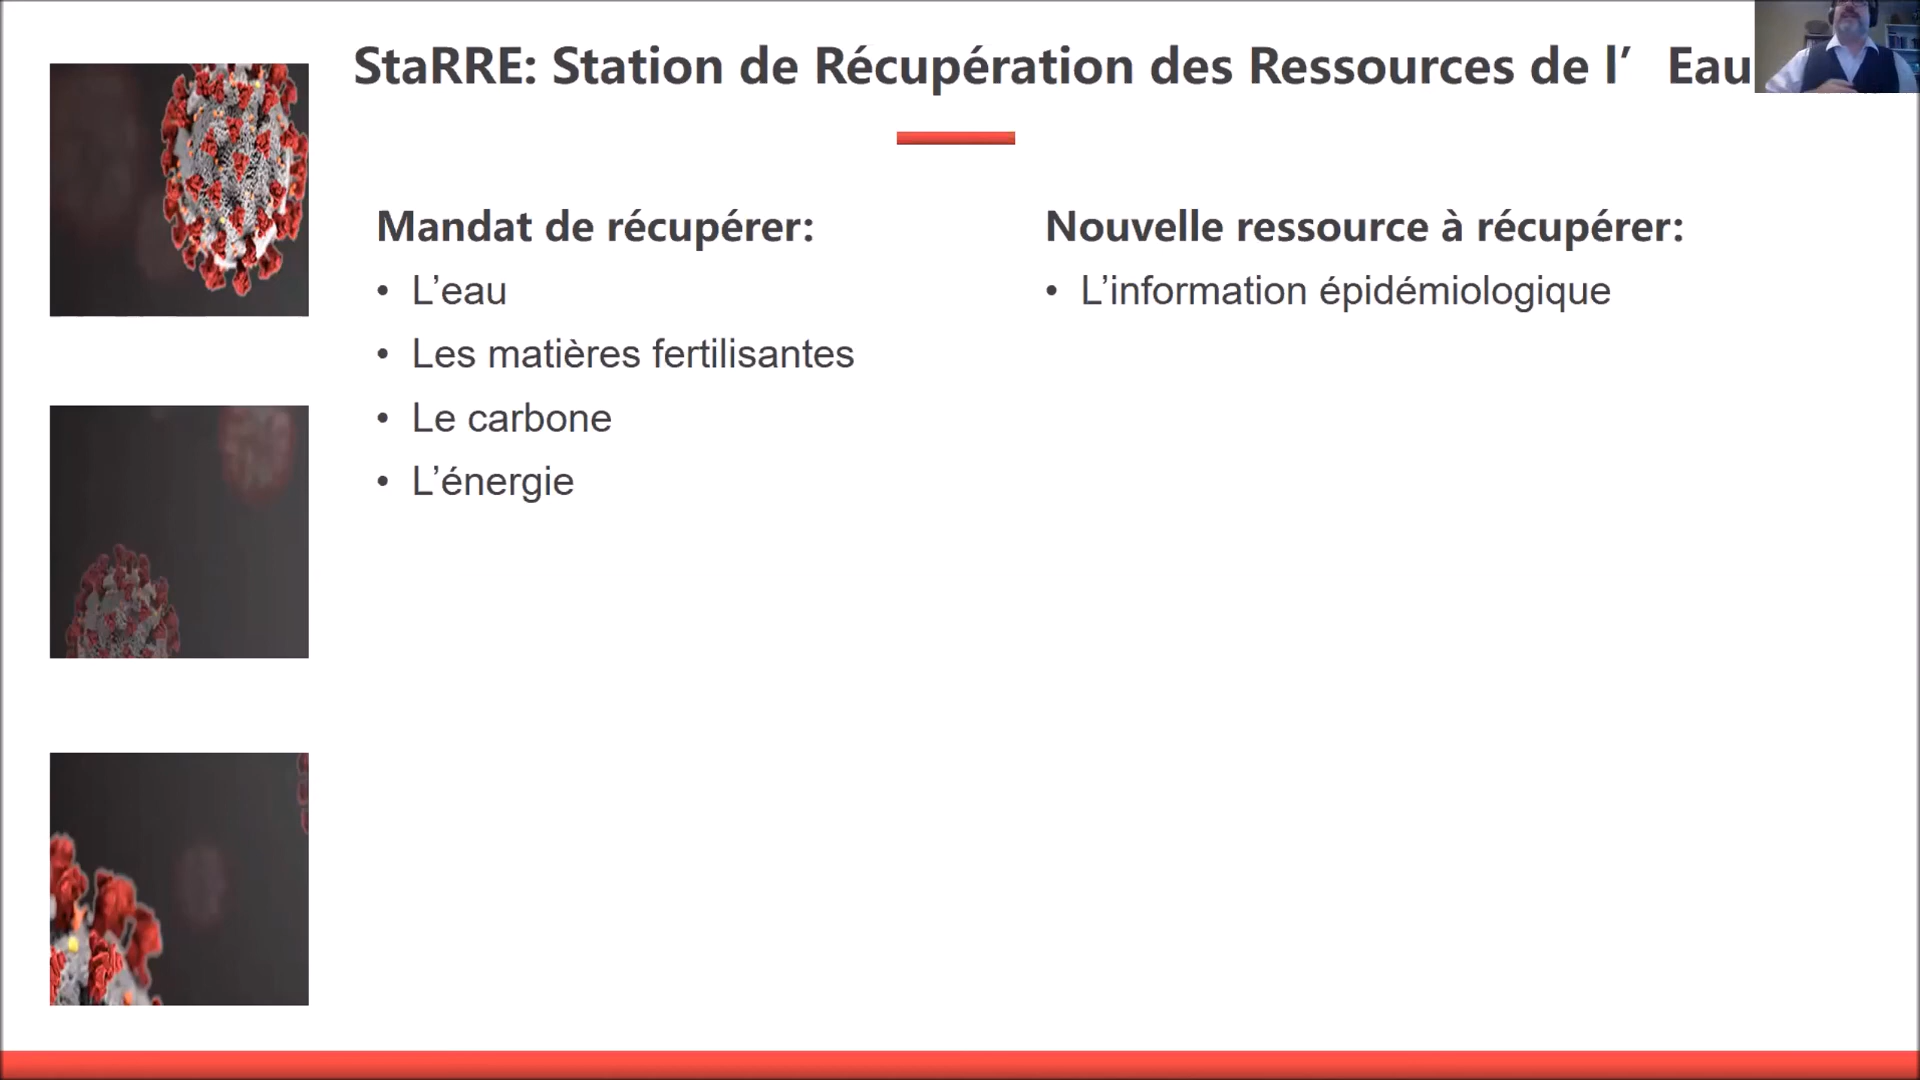 StaRRE: Station de Récupération des Ressources de l’ Eau
Mandat de récupérer:
• L’eau
• Les matières fertilisantes
• Le carbone
• L’énergie
Nouvelle ressource à récupérer:
• L’information épidémiologique